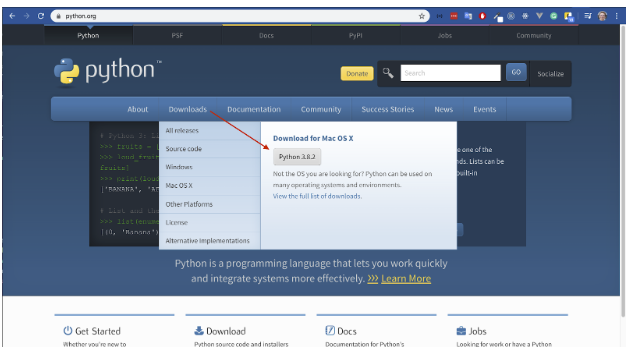 python.org
Python PSF Docs PyPI Jobs Community
python™
Donate Search GO Socialize
About Downloads Documentation Community Success Stories News Events
All releases
Source code
Windows
Mac OS X
Other Platforms
License
Alternative Implementations
Download for Mac OS X
Python 3.8.2
Not the OS you are looking for? Python can be used on
many operating systems and environments.
View the full list of downloads.
# Python 3: Li
>>> fruits = [
>>> loud_fruit
fruits]
>>> print(loud
['BANANA', 'AP
# List and the
>>> list(enume
[(0, 'Banana')
e one of the
ds. Lists can be
built-in
Python is a programming language that lets you work quickly
and integrate systems more effectively. >>> Learn More
Get Started Download Docs Jobs
Whether you're new to Python source code and installers Documentation for Python's Looking for work or have a Python